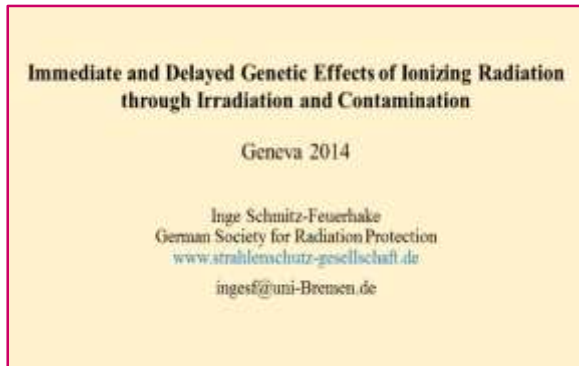 Immediate and Delayed Genetic Effects of Ionizing Radiation
through Irradiation and Contamination
Geneva 2014
Inge Schmitz-Feuerhake
German Society for Radiation Protection
www.strahlenschutz-gesellschaft.de
ingesf@uni-Bremen.de